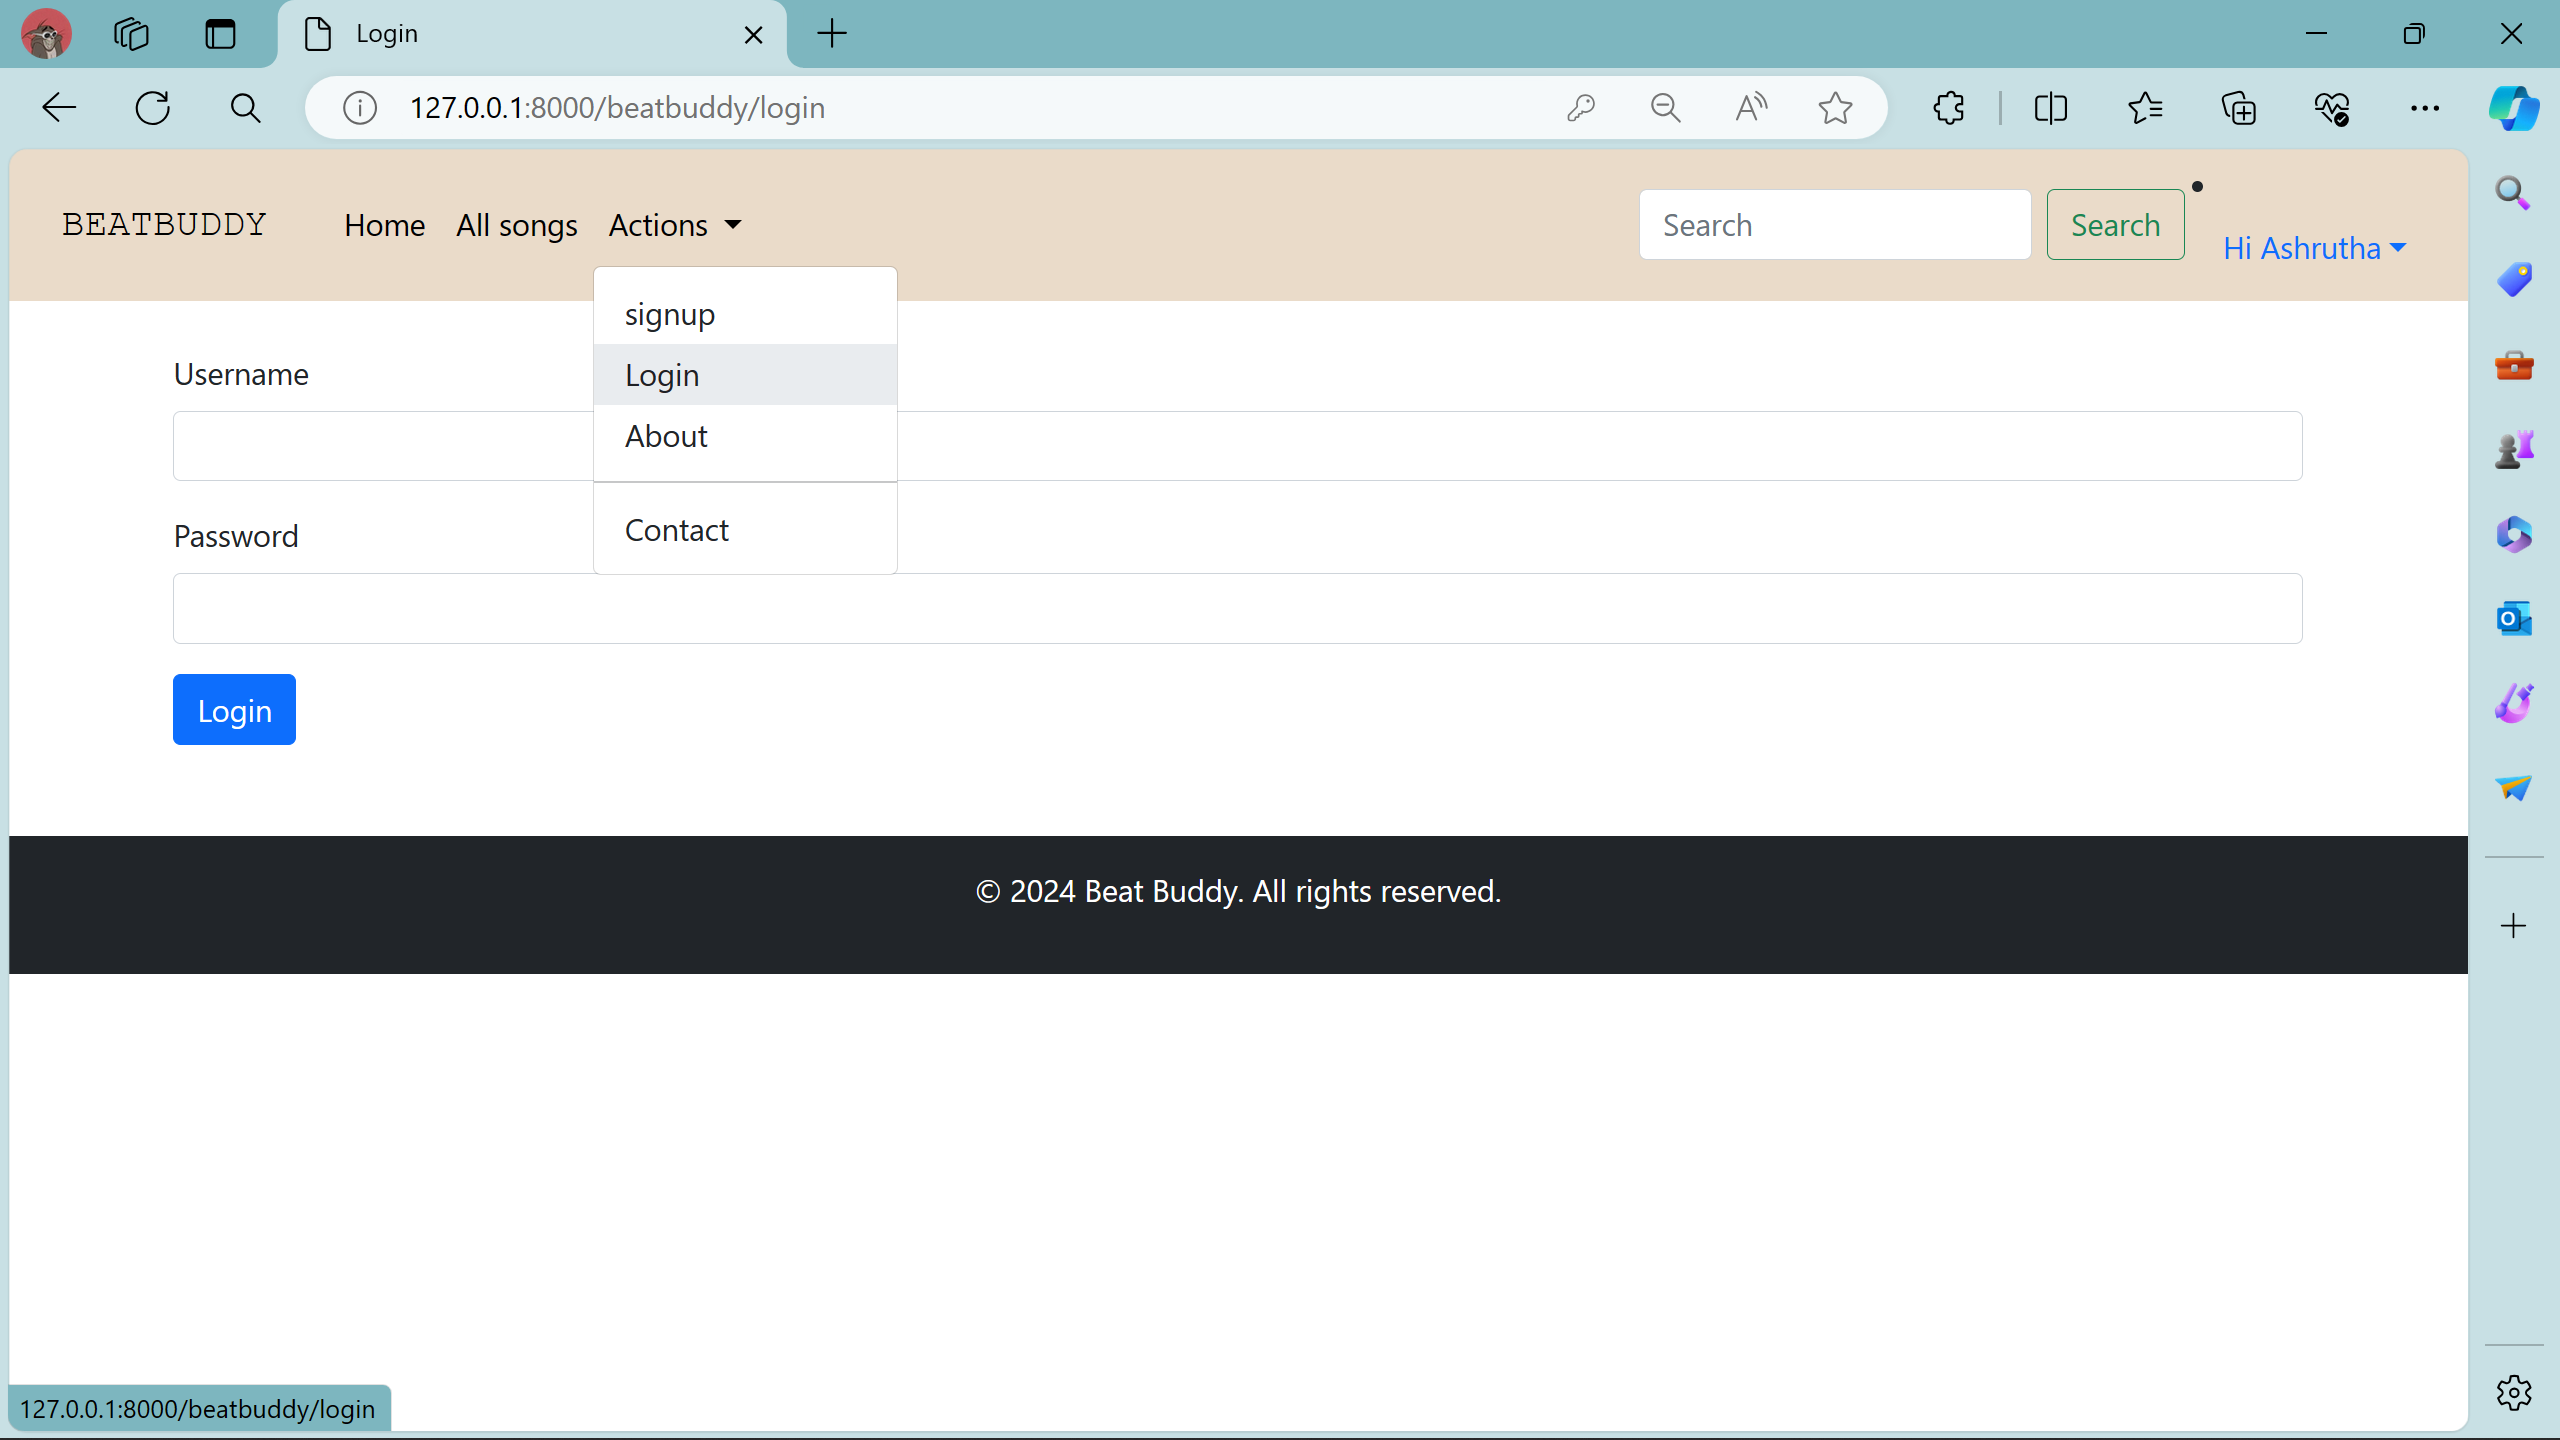 Login
127.0.0.1:8000/beatbuddy/login
BEATBUDDY Home All songs Actions Search Search Hi Ashrutha
signup
Login
About
Contact
Username
Password
Login
© 2024 Beat Buddy. All rights reserved.
127.0.0.1:8000/beatbuddy/login